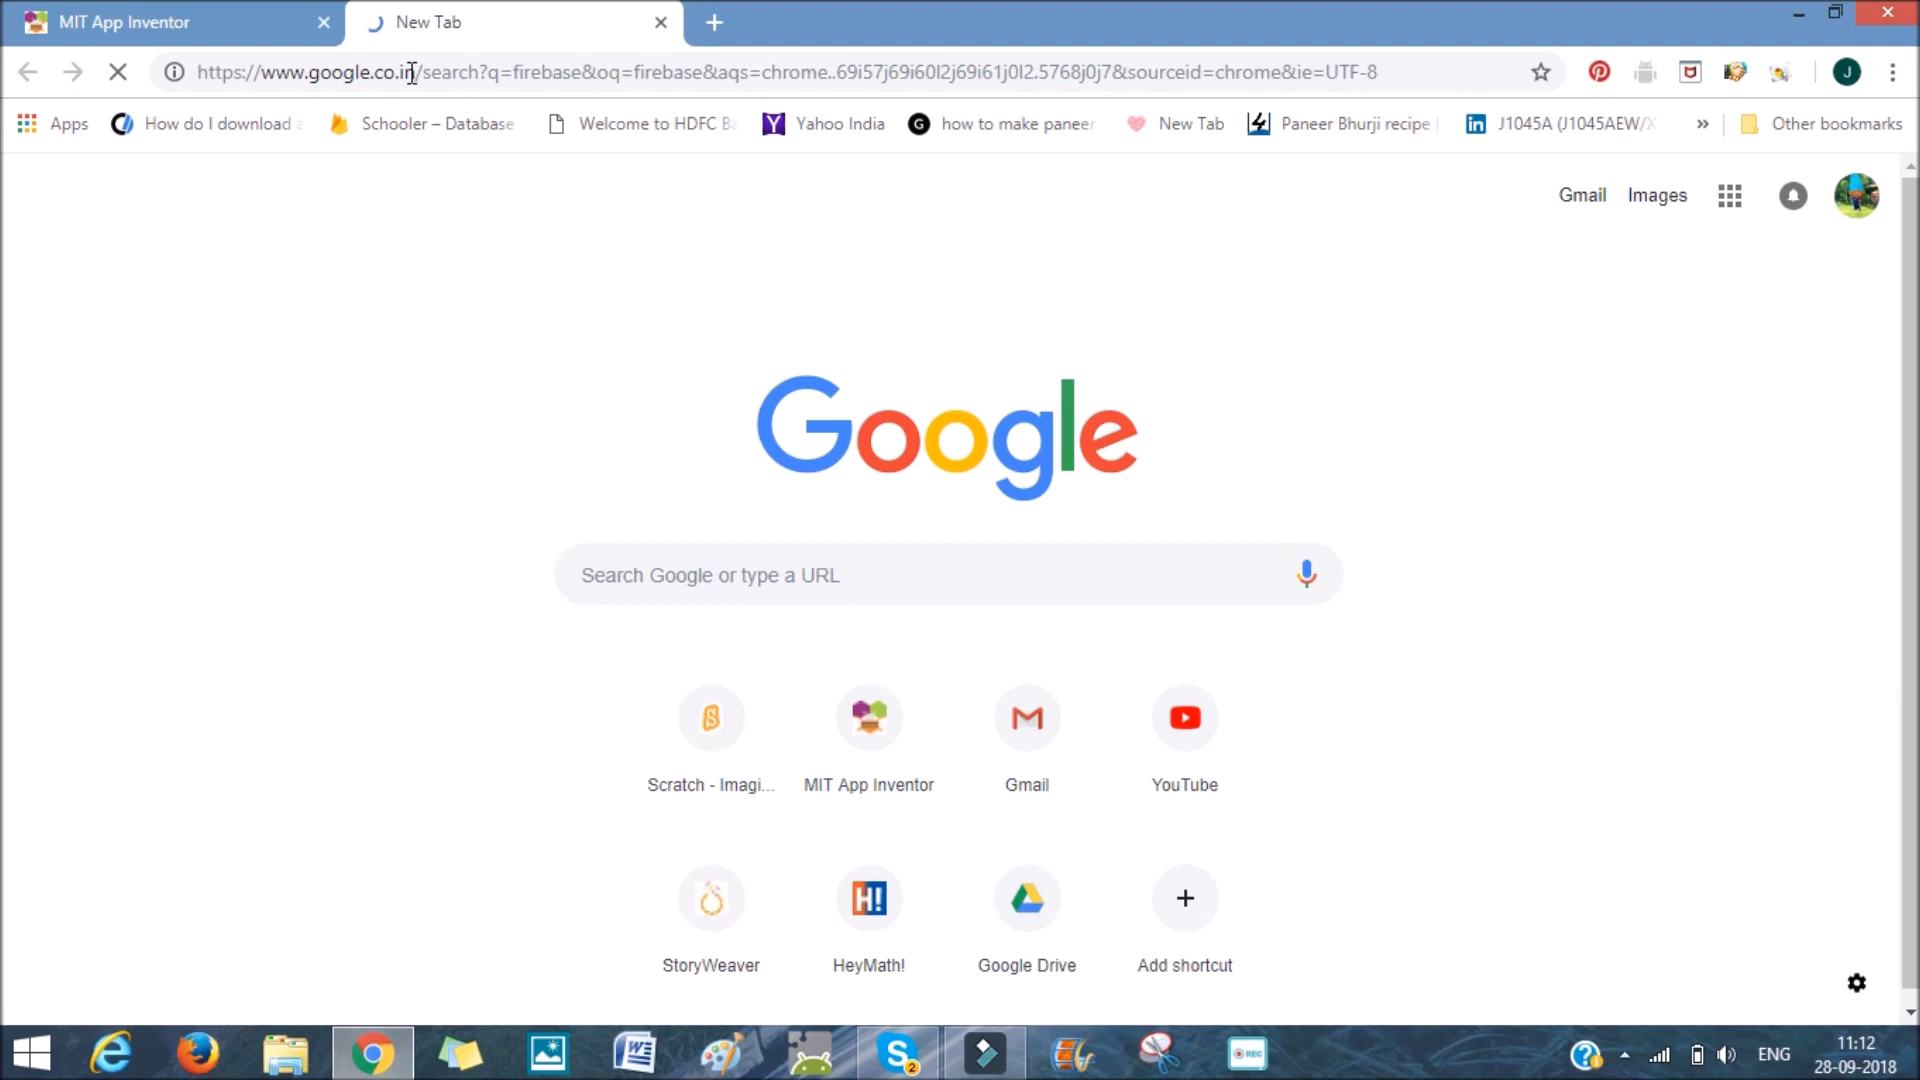 MIT App Inventor
New Tab
https://www.google.co.in/search?q=firebase&oq=firebase&aqs=chrome..69i57j69i60l2j69i61j0l2.5768j0j7&sourceid=chrome&ie=UTF-8
J
Apps
How do I download a
Schooler – Database
Welcome to HDFC Ba
Yahoo India
how to make paneer
New Tab
Paneer Bhurji recipe
J1045A (J1045AEW/X
»
Other bookmarks
Gmail Images
Google
Search Google or type a URL
Scratch - Imagi...
MIT App Inventor
Gmail
YouTube
H!
StoryWeaver
HeyMath!
Google Drive
Add shortcut
2
REC
ENG
11:12
28-09-2018